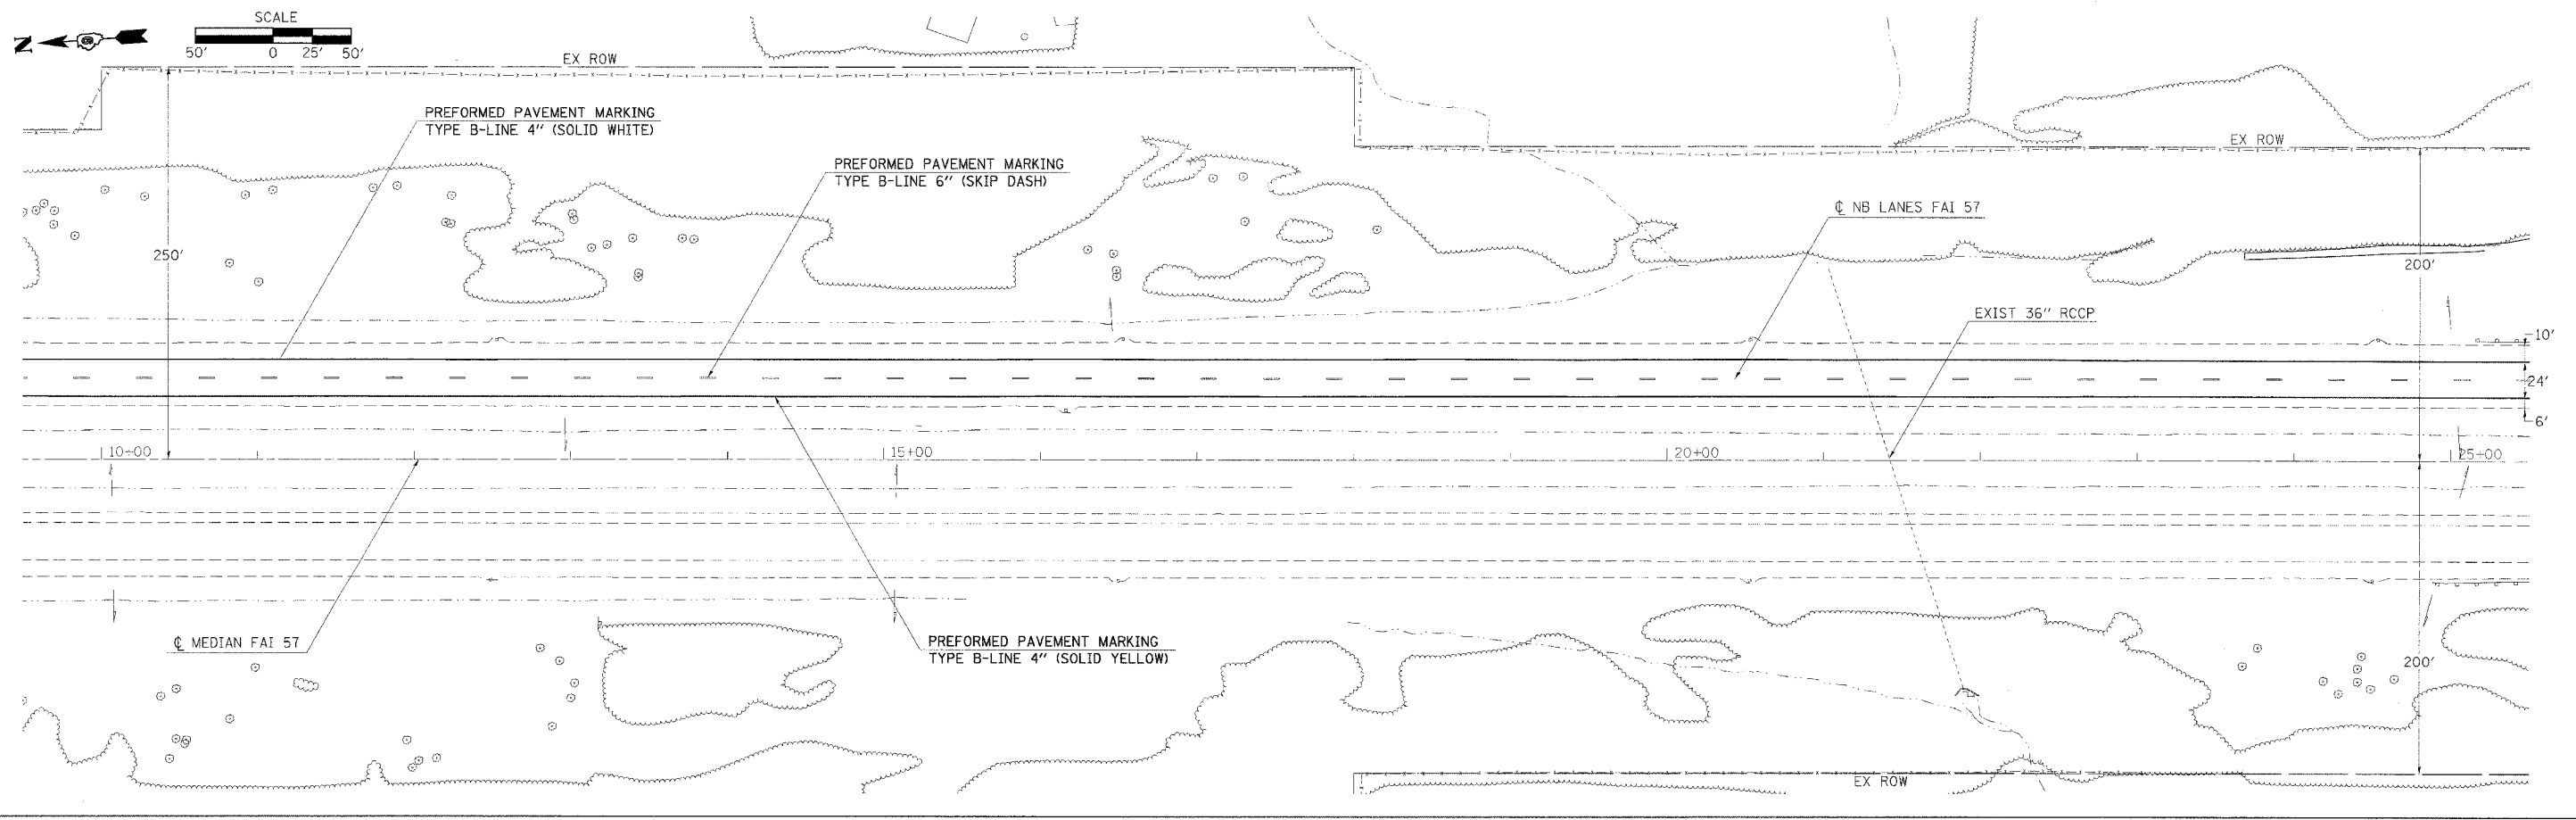 SCALE
N
50' 0 25' 50'
EX ROW
PREFORMED PAVEMENT MARKING
TYPE B-LINE 4" (SOLID WHITE)
PREFORMED PAVEMENT MARKING
TYPE B-LINE 6" (SKIP DASH)
EX ROW
℄ NB LANES FAI 57
250'
200'
EXIST 36" RCCP
10'
24'
6'
10+00
15+00
20+00
25+00
℄ MEDIAN FAI 57
PREFORMED PAVEMENT MARKING
TYPE B-LINE 4" (SOLID YELLOW)
200'
EX ROW